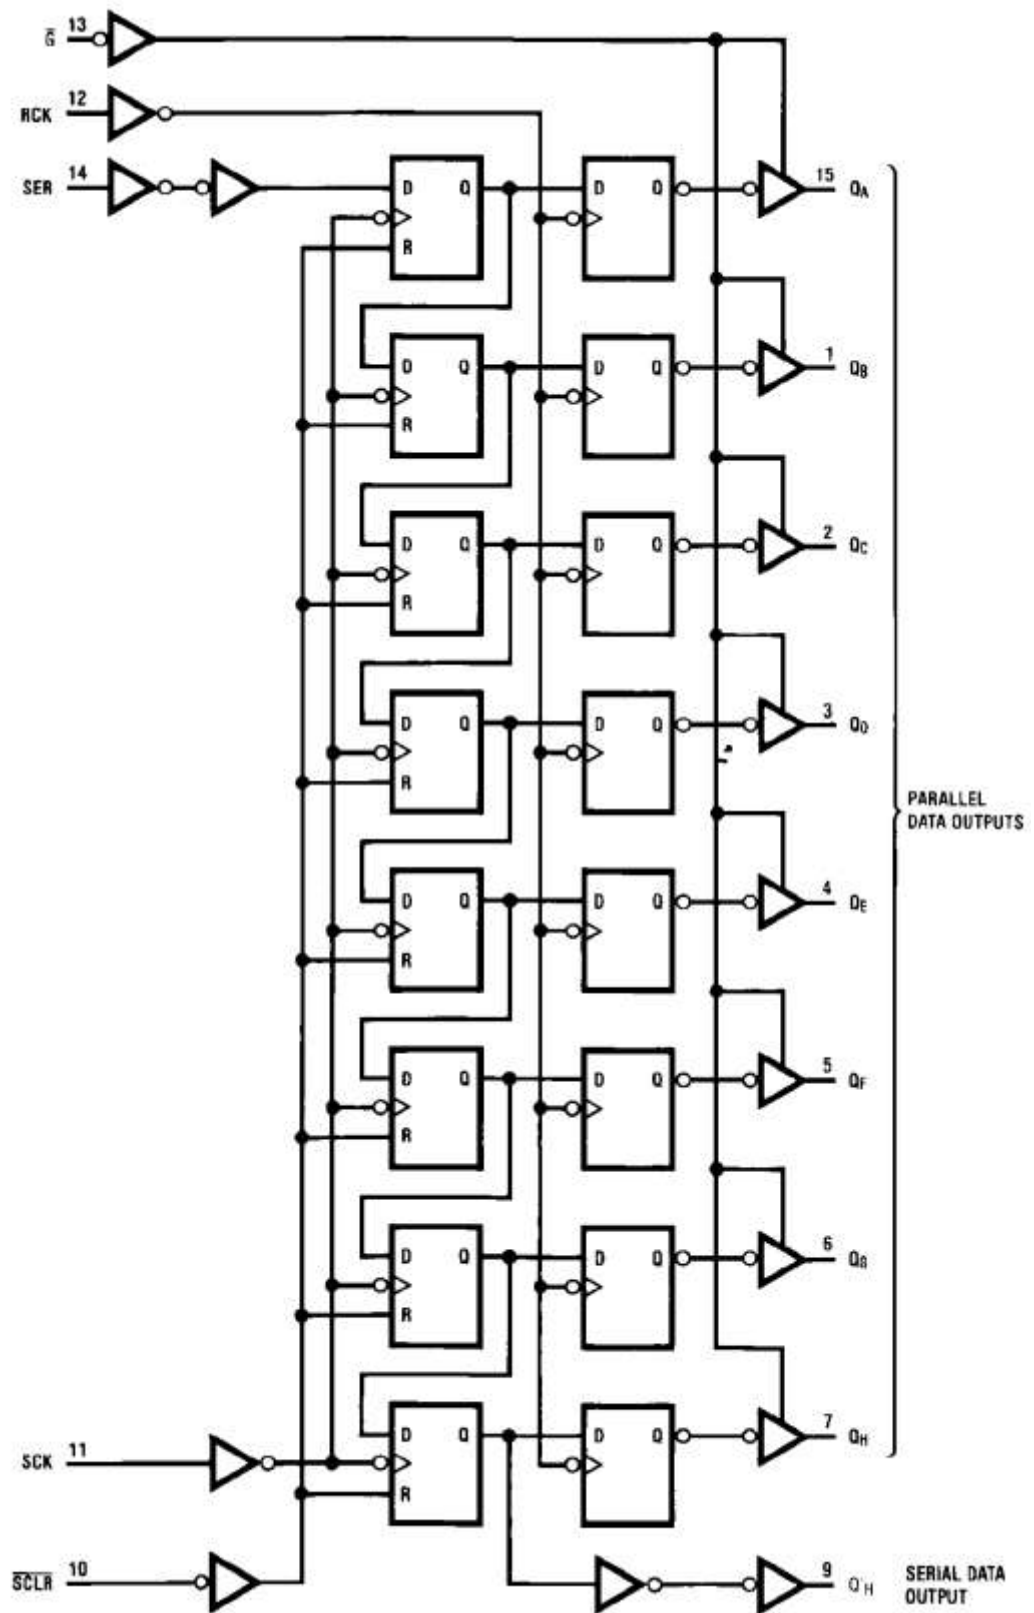 G̅ 13
RCK 12
SER 14
D Q D Q 15 QA
R
D Q D Q 1 QB
R
D Q D Q 2 QC
R
D Q D Q 3 QD
R
PARALLEL
DATA OUTPUTS
D Q D Q 4 QE
R
D Q D Q 5 QF
R
D Q D Q 6 QG
R
D Q D Q 7 QH
SCK 11
R
S̅C̅L̅R̅ 10
9 Q'H
SERIAL DATA
OUTPUT